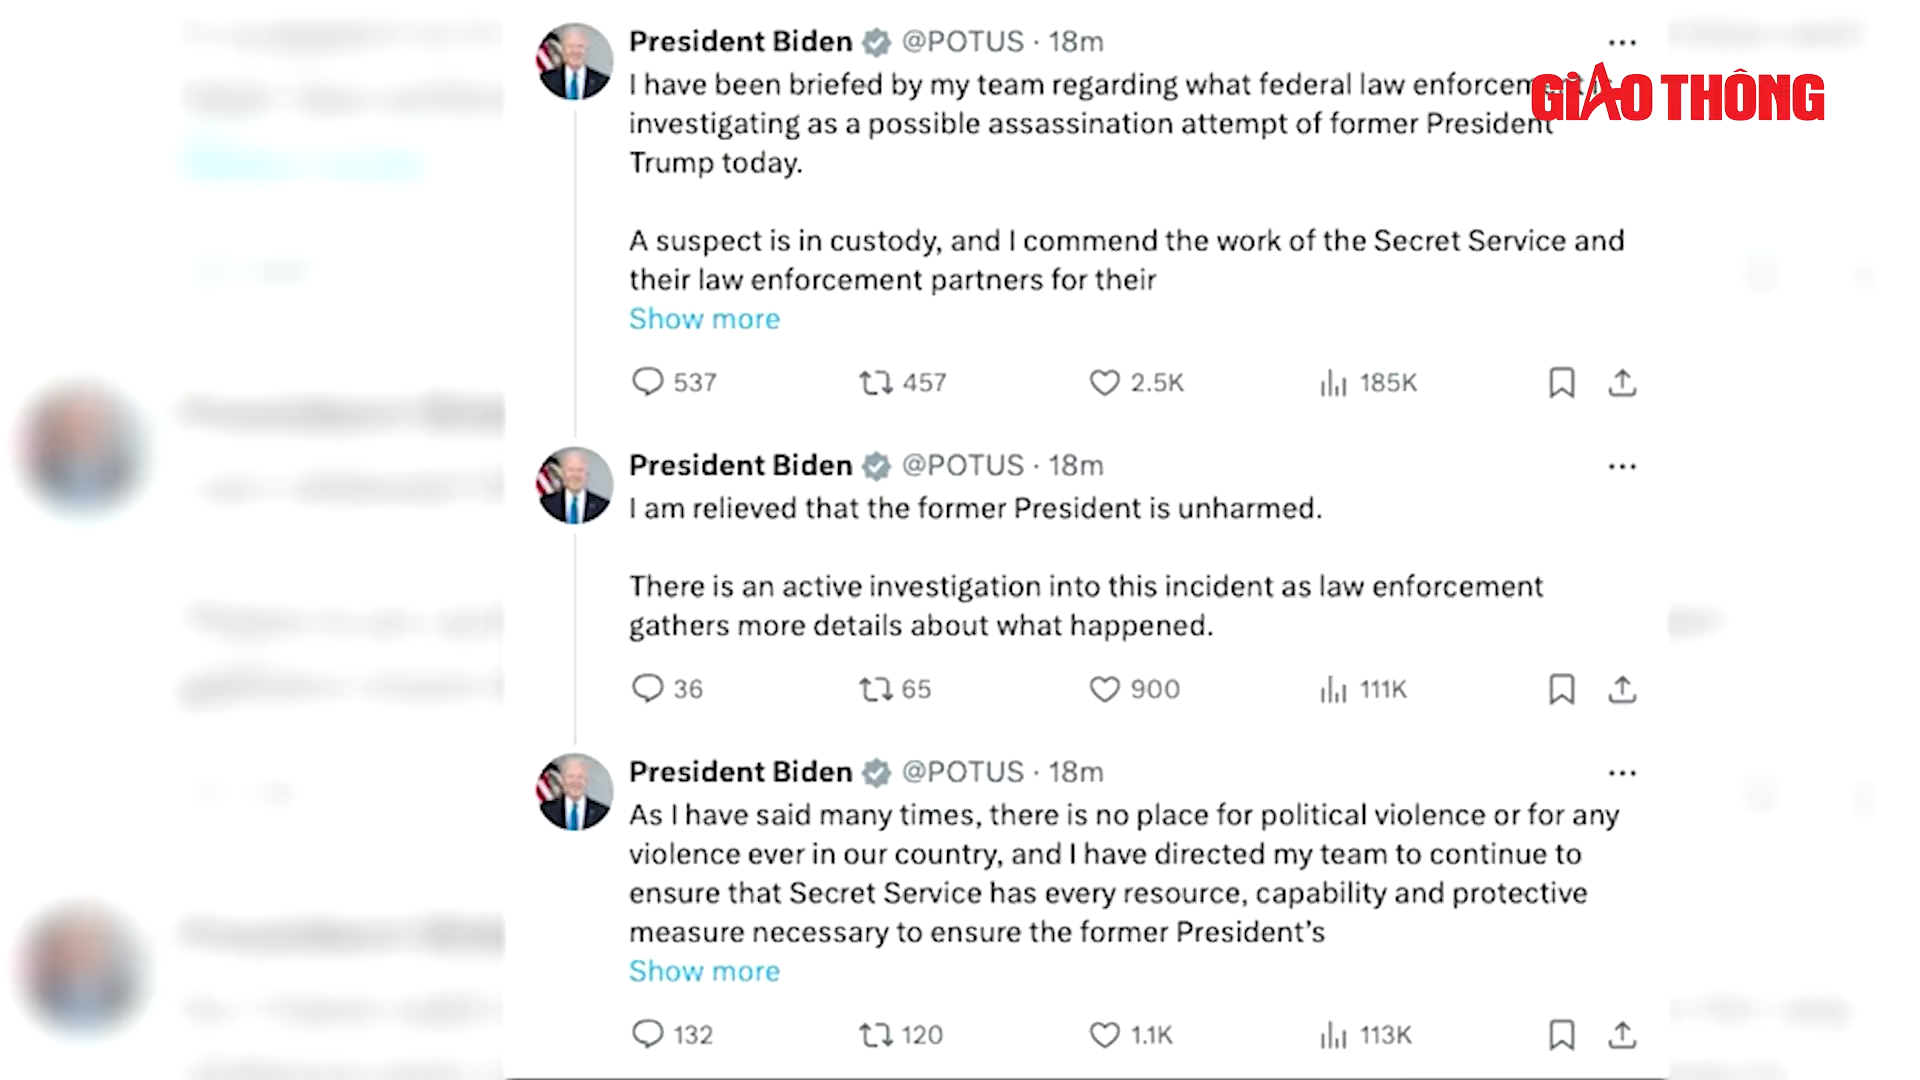 President Biden @POTUS · 18m
GIAO THÔNG
I have been briefed by my team regarding what federal law
investigating as a possible assassination attempt of former President
Trump today.
A suspect is in custody, and I commend the work of the Secret Service and
their law enforcement partners for their
Show more
537 457 2.5K 185K
President Biden @POTUS · 18m
I am relieved that the former President is unharmed.
There is an active investigation into this incident as law enforcement
gathers more details about what happened.
36 65 900 111K
President Biden @POTUS · 18m
As I have said many times, there is no place for political violence or for any
violence ever in our country, and I have directed my team to continue to
ensure that Secret Service has every resource, capability and protective
measure necessary to ensure the former President's
Show more
132 120 1.1K 113K